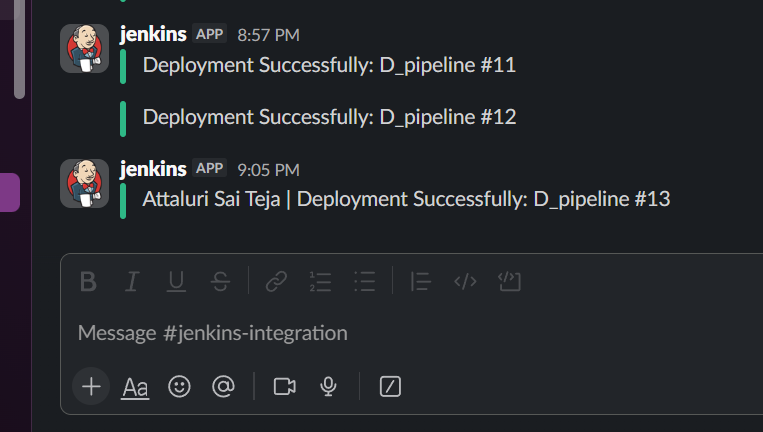 jenkins APP 8:57 PM
Deployment Successfully: D_pipeline #11
Deployment Successfully: D_pipeline #12
jenkins APP 9:05 PM
Attaluri Sai Teja | Deployment Successfully: D_pipeline #13
B I U S
Message #jenkins-integration
Aa